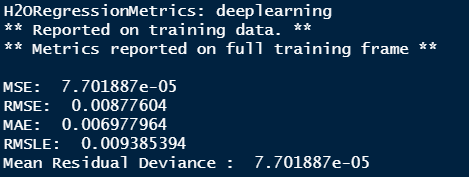 H2ORegressionMetrics: deeplearning
** Reported on training data. **
** Metrics reported on full training frame **
MSE:  7.701887e-05
RMSE:  0.00877604
MAE:  0.006977964
RMSLE:  0.009385394
Mean Residual Deviance :  7.701887e-05